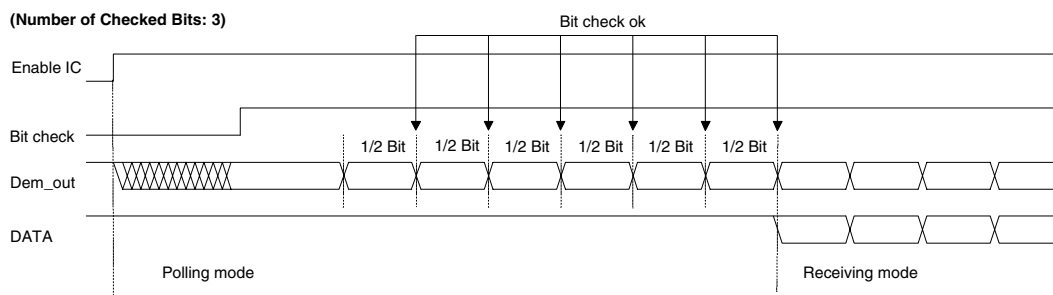 (Number of Checked Bits: 3)
Bit check ok
Enable IC
Bit check
1/2 Bit 1/2 Bit 1/2 Bit 1/2 Bit 1/2 Bit 1/2 Bit
Dem_out
DATA
Polling mode Receiving mode